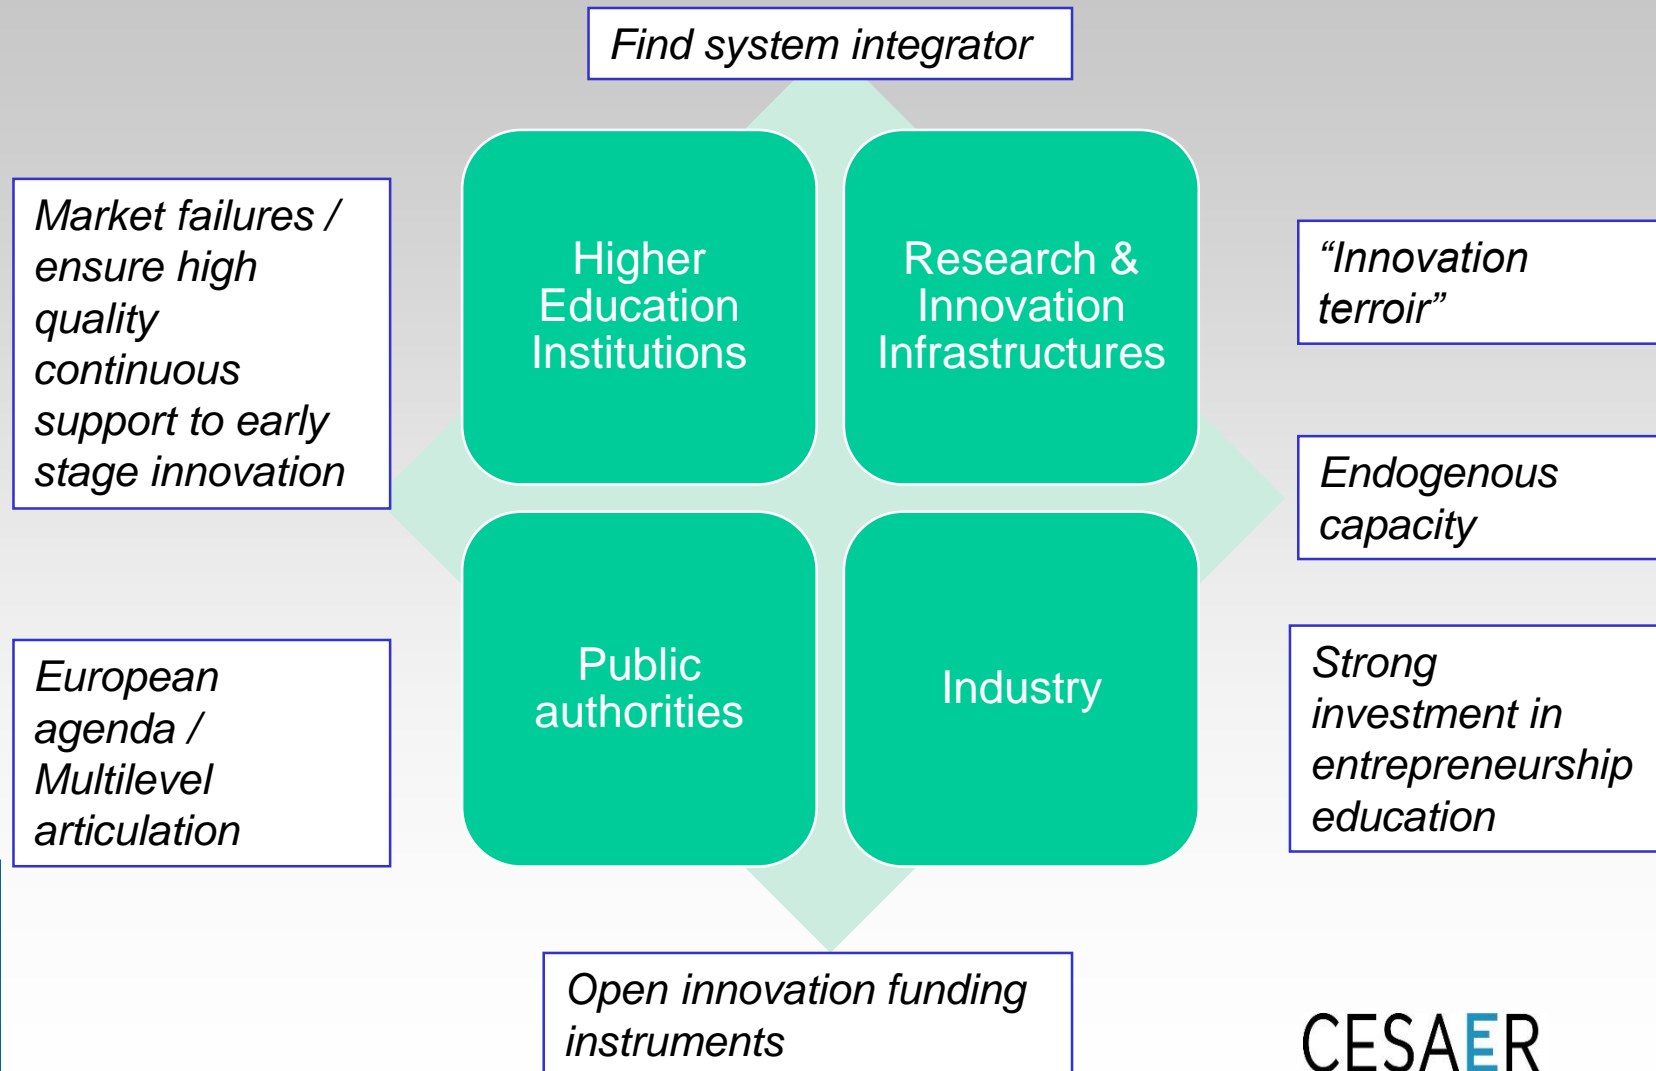 Find system integrator
Market failures /
ensure high
quality
continuous
support to early
stage innovation
Higher
Education
Institutions
Research &
Innovation
Infrastructures
“Innovation
terroir”
Endogenous
capacity
European
agenda /
Multilevel
articulation
Public
authorities
Industry
Strong
investment in
entrepreneurship
education
Open innovation funding
instruments
CESAER